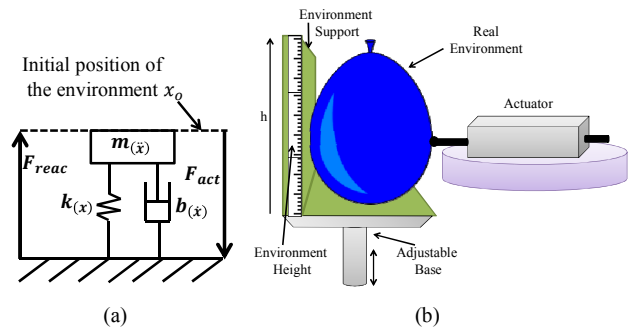 Initial position of
the environment x_o
m_(ẍ)
F_reac
F_act
k_(x)
b_(ẋ)
(a)
Environment
Support
Real
Environment
Actuator
h
Environment
Height
Adjustable
Base
(b)